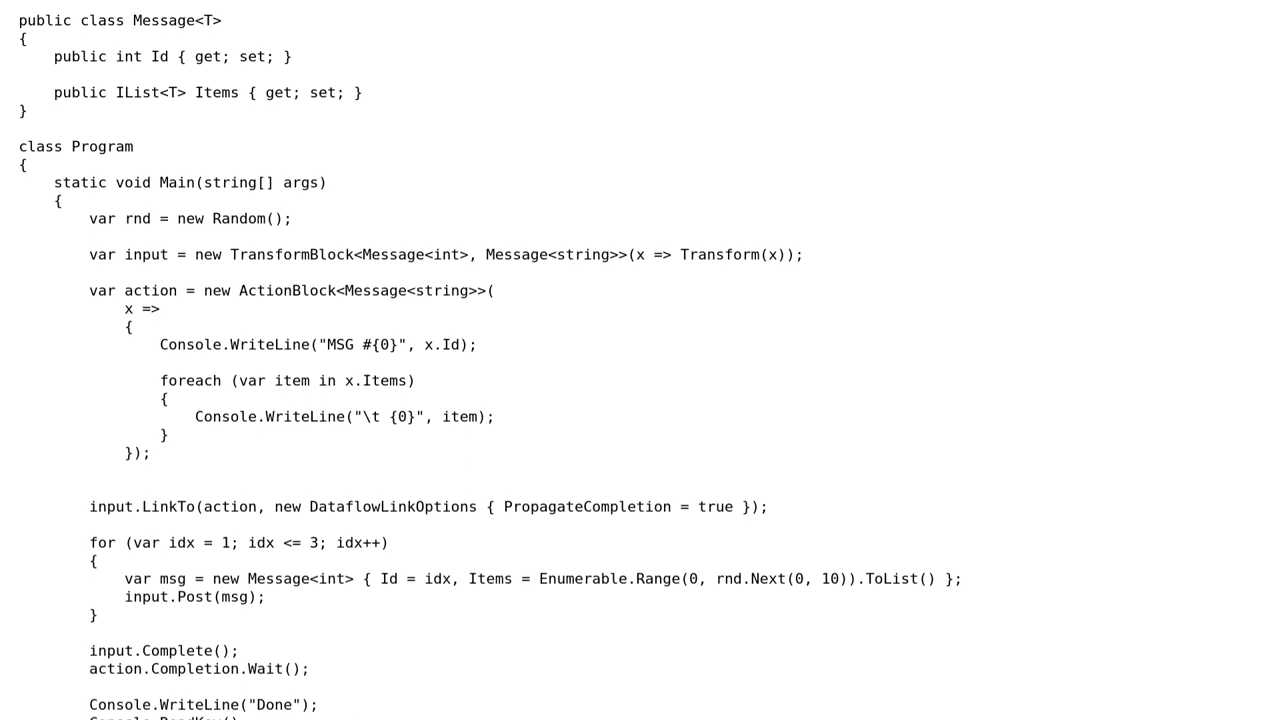 public class Message<T>
{
    public int Id { get; set; }

    public IList<T> Items { get; set; }
}

class Program
{
    static void Main(string[] args)
    {
        var rnd = new Random();

        var input = new TransformBlock<Message<int>, Message<string>>(x => Transform(x));

        var action = new ActionBlock<Message<string>>(
            x =>
            {
                Console.WriteLine("MSG #{0}", x.Id);

                foreach (var item in x.Items)
                {
                    Console.WriteLine("\t {0}", item);
                }
            });


        input.LinkTo(action, new DataflowLinkOptions { PropagateCompletion = true });

        for (var idx = 1; idx <= 3; idx++)
        {
            var msg = new Message<int> { Id = idx, Items = Enumerable.Range(0, rnd.Next(0, 10)).ToList() };
            input.Post(msg);
        }

        input.Complete();
        action.Completion.Wait();

        Console.WriteLine("Done");